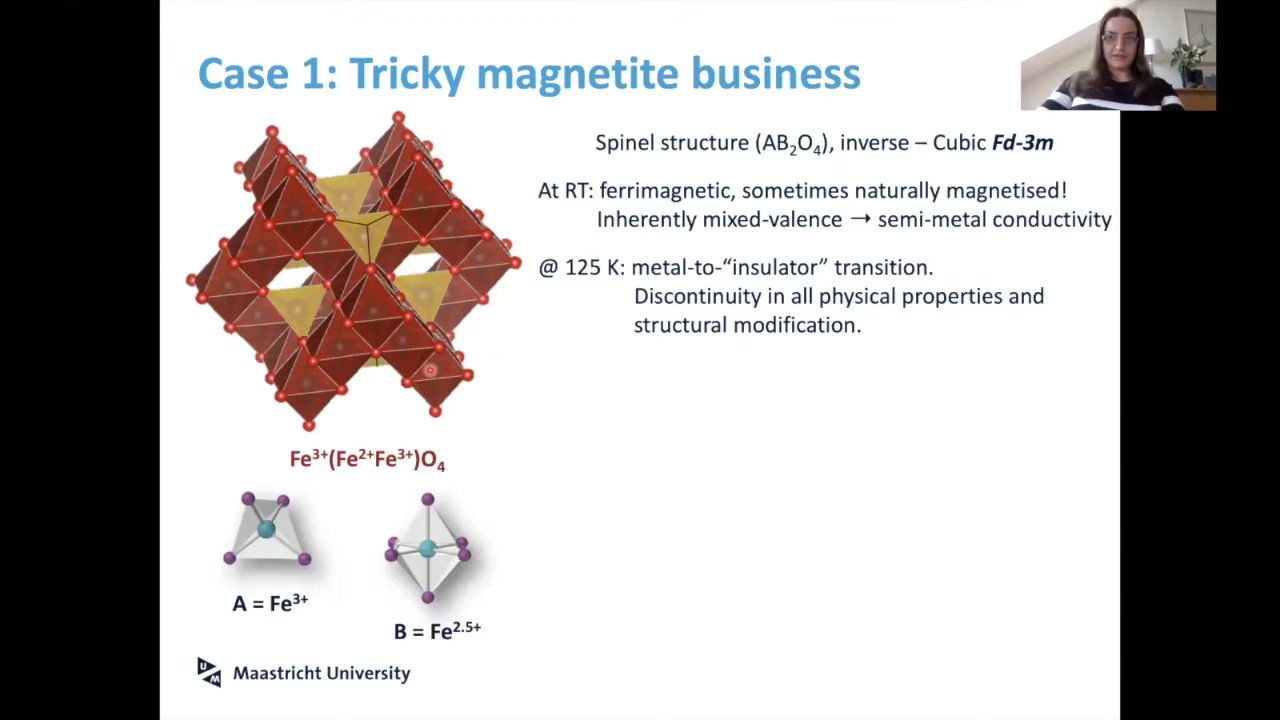 Case 1: Tricky magnetite business
Spinel structure (AB₂O₄), inverse – Cubic Fd-3m
At RT: ferrimagnetic, sometimes naturally magnetised!
Inherently mixed-valence → semi-metal conductivity
@ 125 K: metal-to-“insulator” transition.
Discontinuity in all physical properties and
structural modification.
Fe³⁺(Fe²⁺Fe³⁺)O₄
A = Fe³⁺
B = Fe²·⁵⁺
UM
Maastricht University